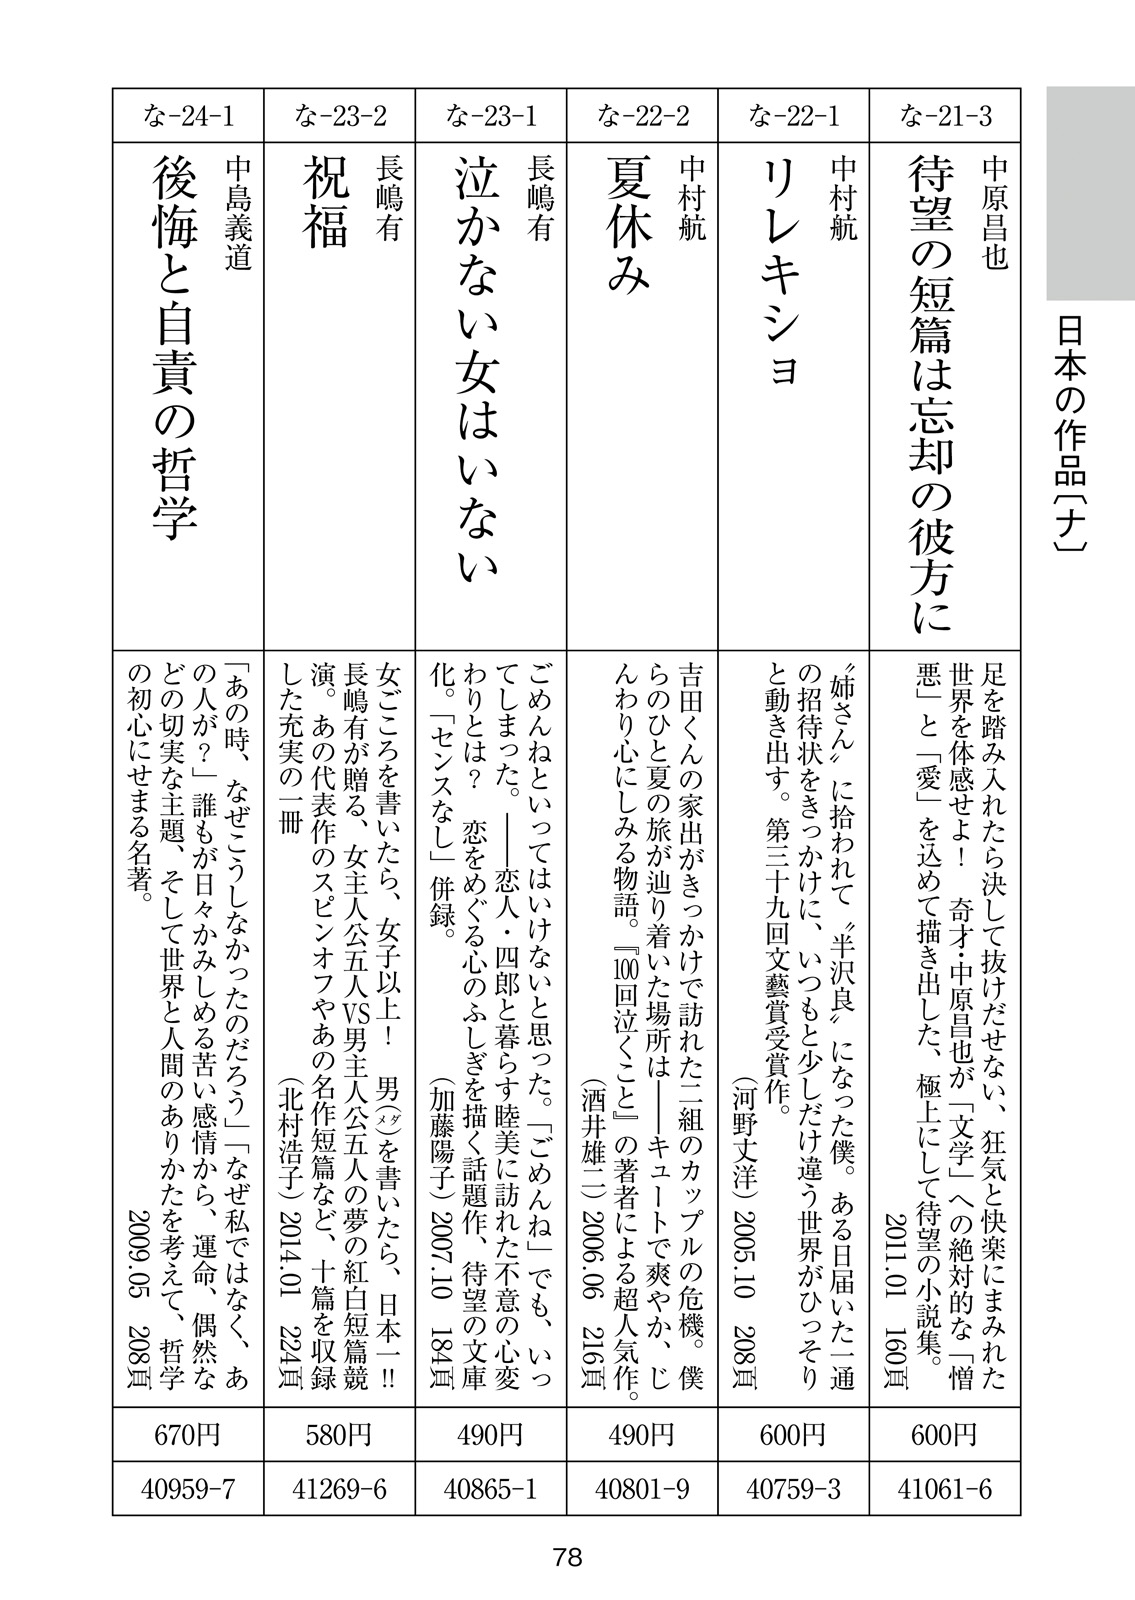 日本の作品〔ナ〕
な-21-3
中原昌也
待望の短篇は忘却の彼方に
足を踏み入れたら決して抜けだせない、狂気と快楽にまみれた
世界を体感せよ！　奇才・中原昌也が「文学」への絶対的な「憎
悪」と「愛」を込めて描き出した、極上にして待望の小説集。
2011.01　160頁
600円
41061-6
な-22-1
中村航
リレキショ
〝姉さん〟に拾われて〝半沢良〟になった僕。ある日届いた一通
の招待状をきっかけに、いつもと少しだけ違う世界がひっそり
と動き出す。第三十九回文藝賞受賞作。
（河野丈洋）2005.10　208頁
600円
40759-3
な-22-2
中村航
夏休み
吉田くんの家出がきっかけで訪れた二組のカップルの危機。僕
らのひと夏の旅が辿り着いた場所は――キュートで爽やか、じ
んわり心にしみる物語。『100回泣くこと』の著者による超人気作。
（酒井雄二）2006.06　216頁
490円
40801-9
な-23-1
長嶋有
泣かない女はいない
ごめんねといってはいけないと思った。「ごめんね」でも、いっ
てしまった。――恋人・四郎と暮らす睦美に訪れた不意の心変
わりとは？　恋をめぐる心のふしぎを描く話題作、待望の文庫
化。「センスなし」併録。
（加藤陽子）2007.10　184頁
490円
40865-1
な-23-2
長嶋有
祝福
女ごころを書いたら、女子以上！　男（メダ）を書いたら、日本一!!
長嶋有が贈る、女主人公五人VS男主人公五人の夢の紅白短篇競
演。あの代表作のスピンオフやあの名作短篇など、十篇を収録
した充実の一冊
（北村浩子）2014.01　224頁
580円
41269-6
な-24-1
中島義道
後悔と自責の哲学
「あの時、なぜこうしなかったのだろう」「なぜ私ではなく、あ
の人が？」誰もが日々かみしめる苦い感情から、運命、偶然な
どの切実な主題、そして世界と人間のありかたを考えて、哲学
の初心にせまる名著。
2009.05　208頁
670円
40959-7
78